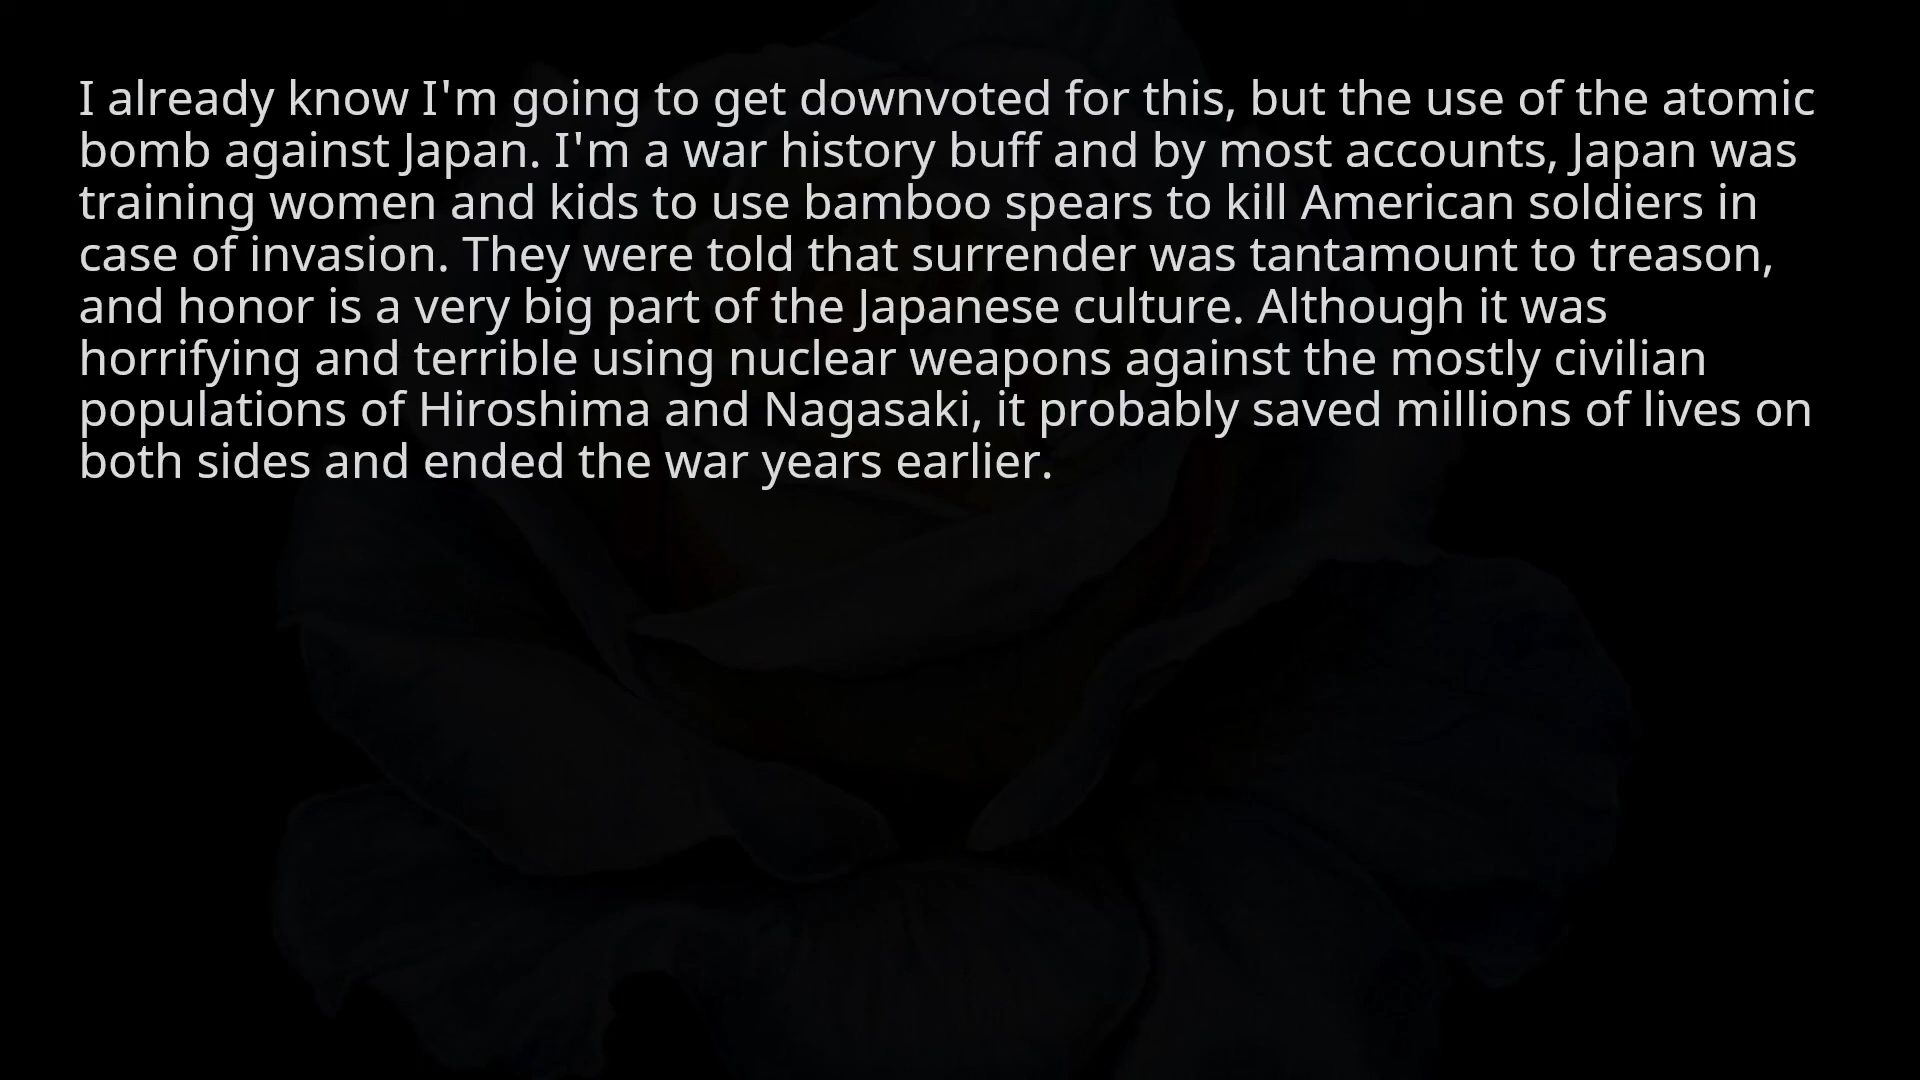 I already know I'm going to get downvoted for this, but the use of the atomic
bomb against Japan. I'm a war history buff and by most accounts, Japan was
training women and kids to use bamboo spears to kill American soldiers in
case of invasion. They were told that surrender was tantamount to treason,
and honor is a very big part of the Japanese culture. Although it was
horrifying and terrible using nuclear weapons against the mostly civilian
populations of Hiroshima and Nagasaki, it probably saved millions of lives on
both sides and ended the war years earlier.